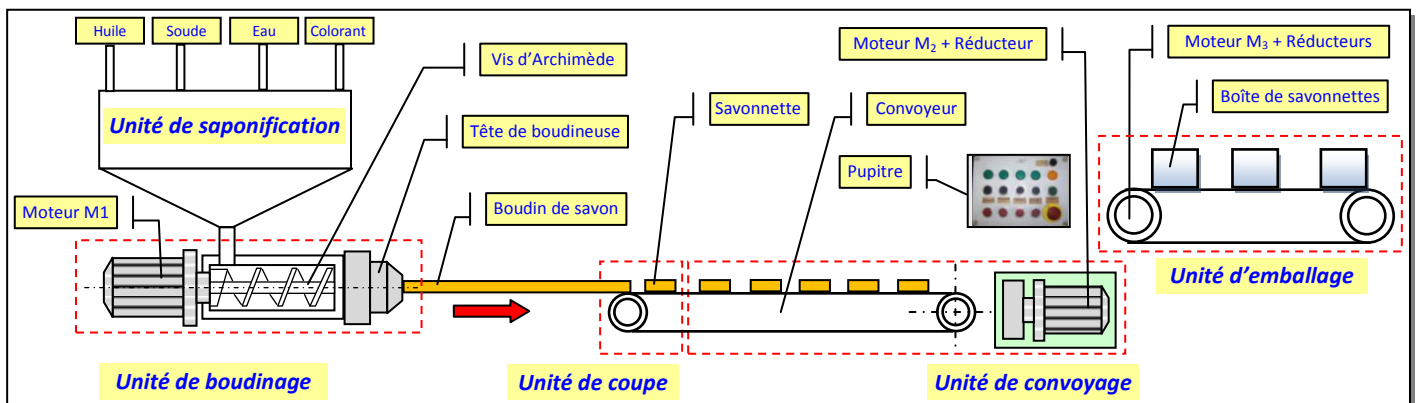 Huile
Soude
Eau
Colorant
Vis d’Archimède
Moteur M2 + Réducteur
Moteur M3 + Réducteurs
Unité de saponification
Tête de boudineuse
Savonnette
Convoyeur
Boîte de savonnettes
Pupitre
Moteur M1
Boudin de savon
Unité d’emballage
Unité de boudinage
Unité de coupe
Unité de convoyage